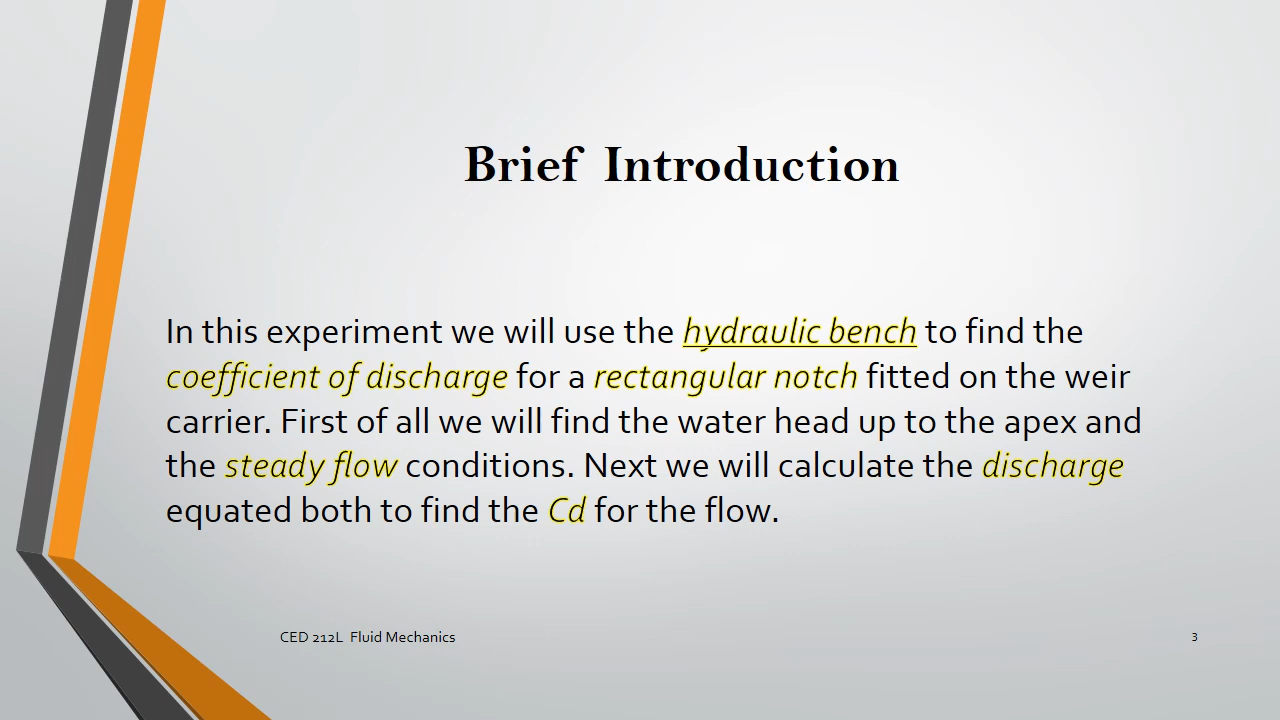 Brief Introduction
In this experiment we will use the hydraulic bench to find the
coefficient of discharge for a rectangular notch fitted on the weir
carrier. First of all we will find the water head up to the apex and
the steady flow conditions. Next we will calculate the discharge
equated both to find the Cd for the flow.
CED 212L Fluid Mechanics
3